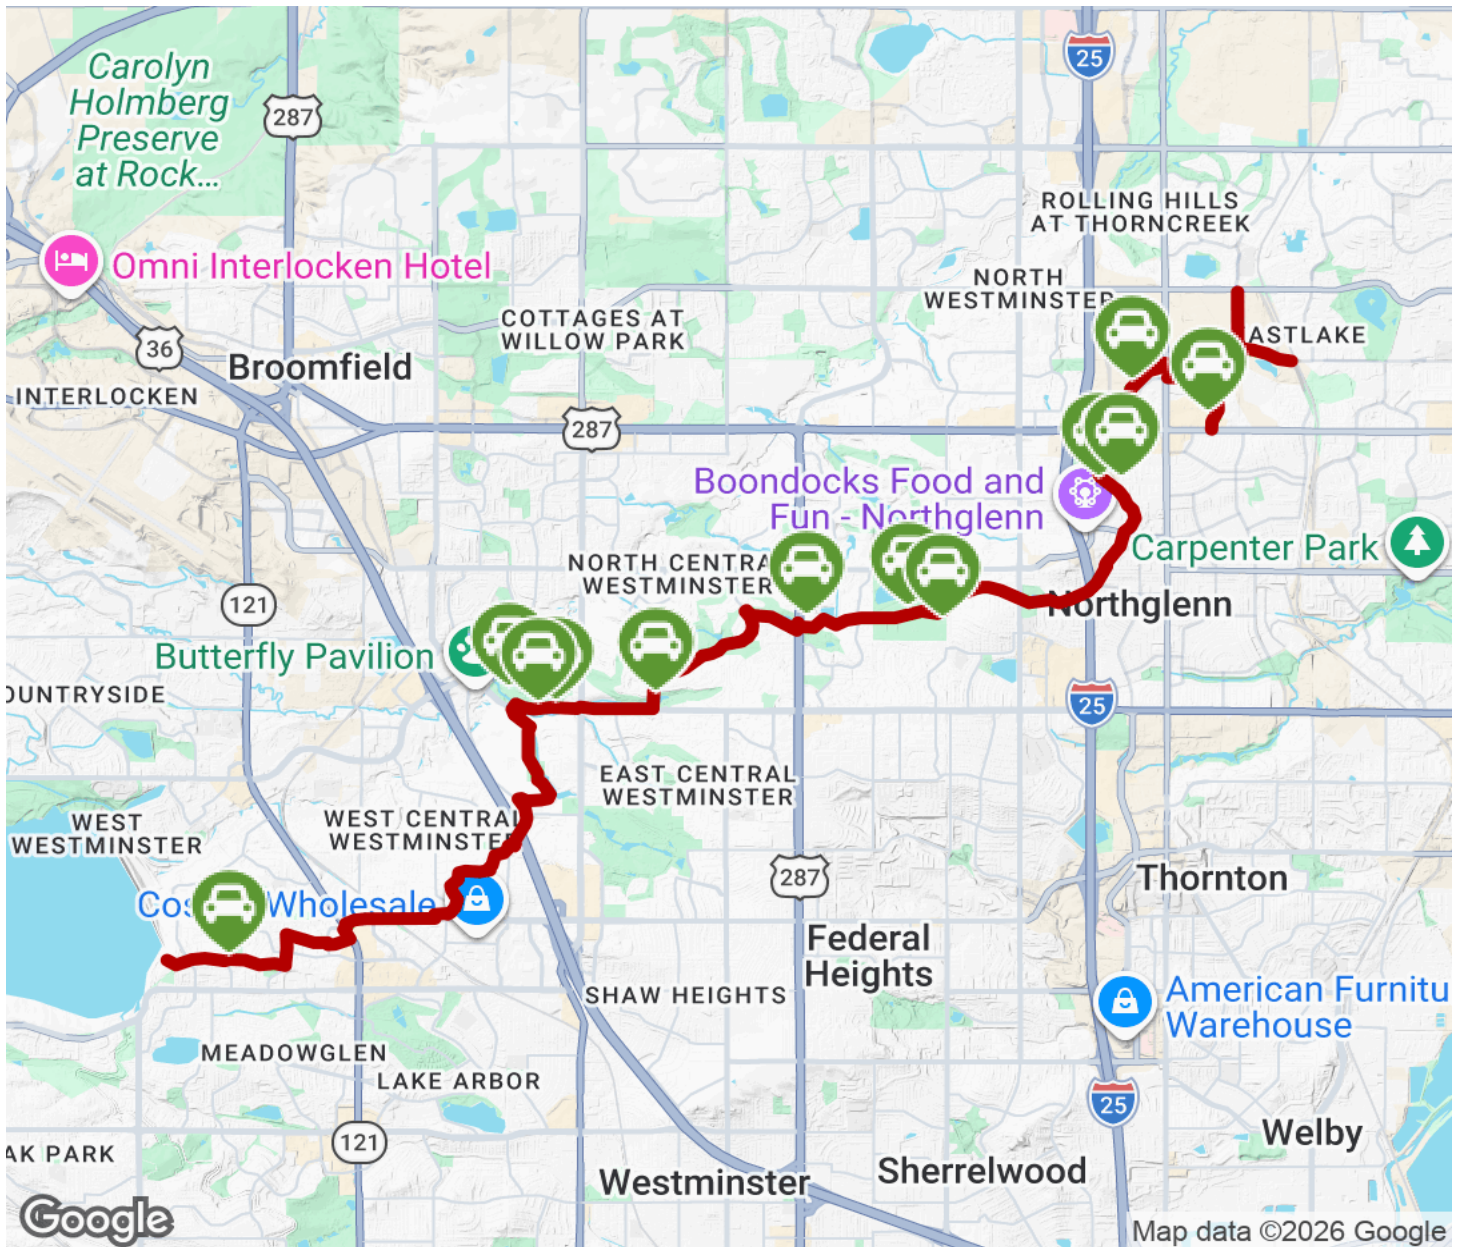 Carolyn
Holmberg
Preserve
at Rock...
287
25
ROLLING HILLS
AT THORNCREEK
Omni Interlocken Hotel
NORTH
WESTMINSTER
COTTAGES AT
WILLOW PARK
ASTLAKE
36
Broomfield
INTERLOCKEN
287
Boondocks Food and
Fun - Northglenn
Carpenter Park
NORTH CENTRA
WESTMINSTER
121
Northglenn
Butterfly Pavilion
OUNTRYSIDE
25
EAST CENTRAL
WESTMINSTER
WEST
WESTMINSTER
WEST CENTRAL
WESTMINSTE
287
Thornton
Cos Wholesale
Federal
Heights
SHAW HEIGHTS
American Furnitu
Warehouse
MEADOWGLEN
LAKE ARBOR
25
121
Welby
AK PARK
Westminster
Sherrelwood
Google
Map data ©2026 Google